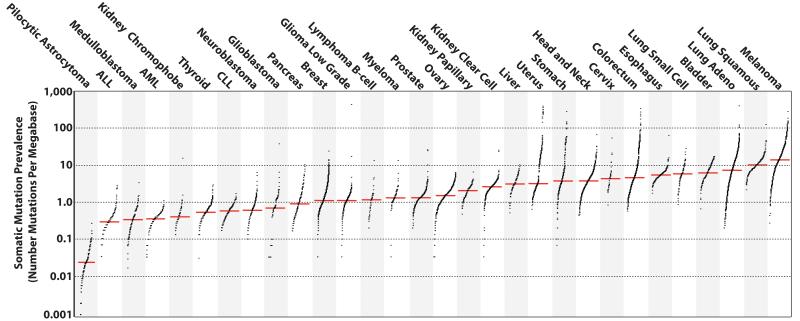 Pilocytic Astrocytoma
ALL
Medulloblastoma
AML
Kidney Chromophobe
Thyroid
CLL
Neuroblastoma
Glioblastoma
Pancreas
Breast
Glioma Low Grade
Lymphoma B-cell
Myeloma
Prostate
Ovary
Kidney Papillary
Kidney Clear Cell
Liver
Uterus
Stomach
Head and Neck
Cervix
Colorectum
Esophagus
Lung Small Cell
Bladder
Lung Adeno
Lung Squamous
Melanoma
Somatic Mutation Prevalence
(Number Mutations Per Megabase)
1,000
100
10
1.0
0.1
0.01
0.001